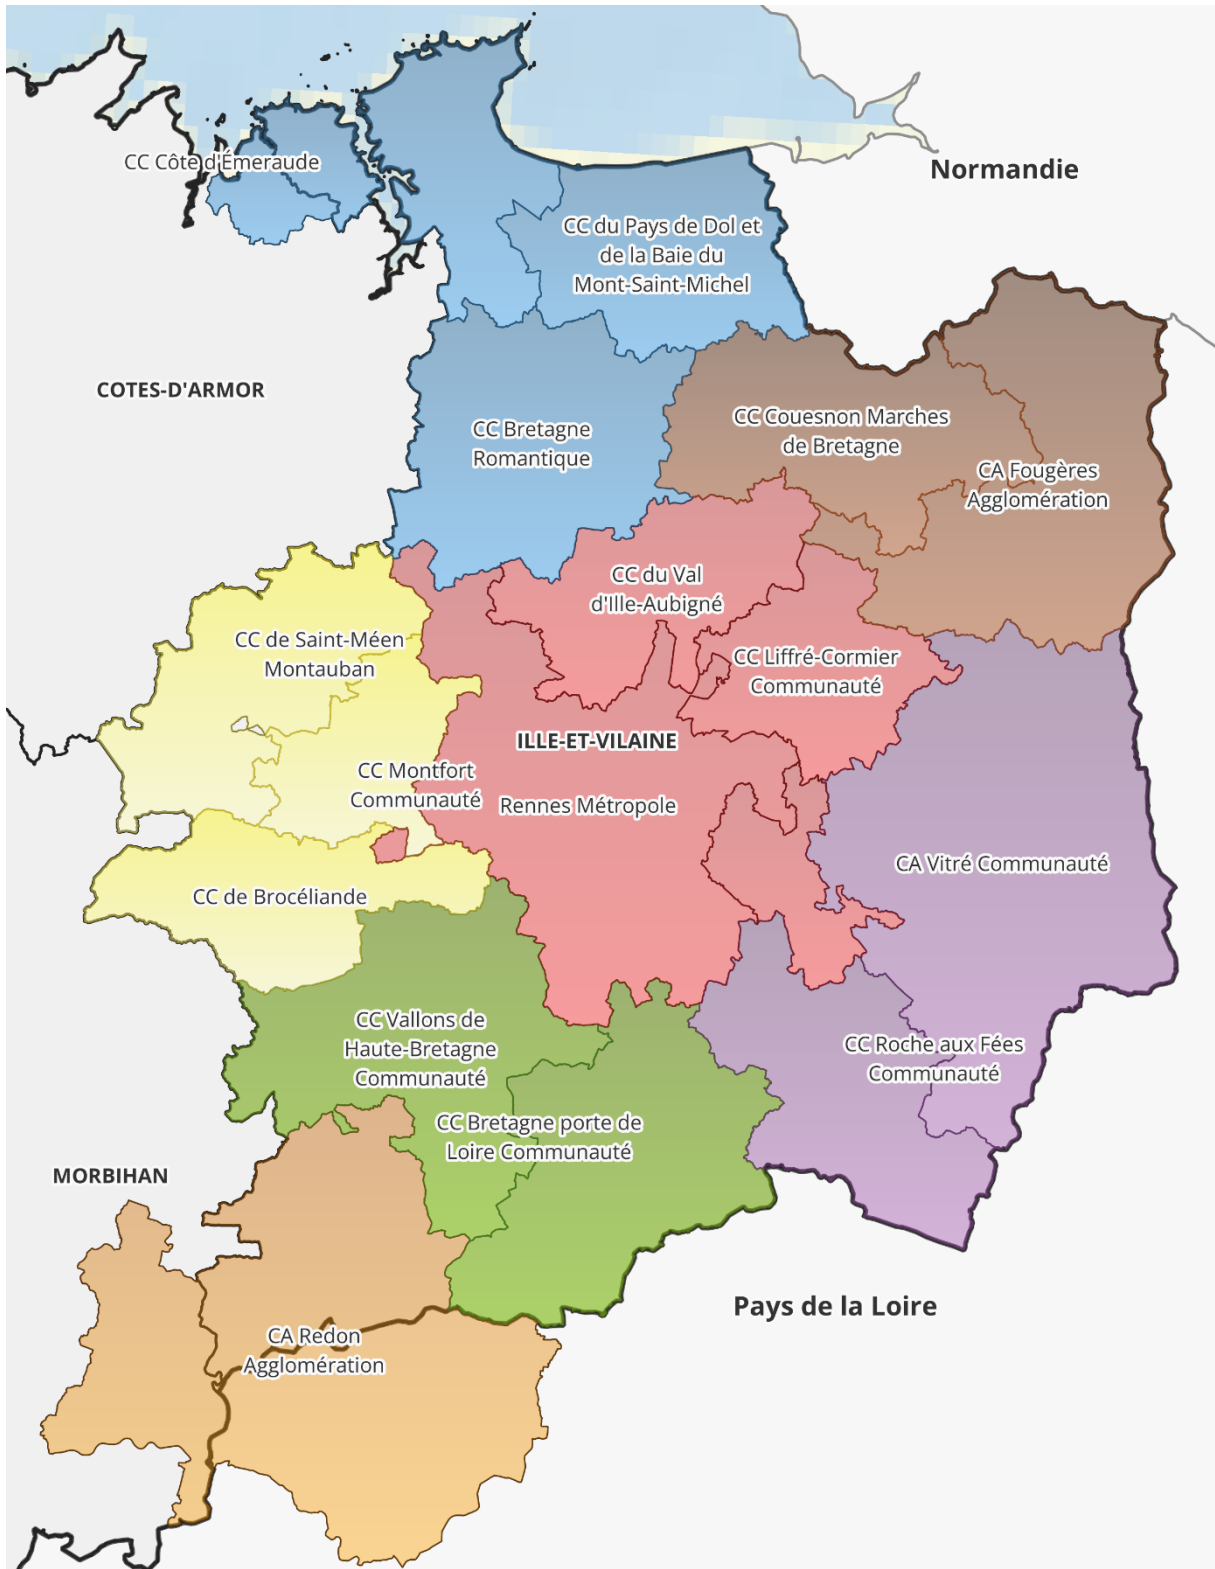 CC Côte d'Émeraude
Normandie
CC du Pays de Dol et
de la Baie du
Mont-Saint-Michel
COTES-D'ARMOR
CC Bretagne
Romantique
CC Couesnon Marches
de Bretagne
CA Fougères
Agglomération
CC du Val
d'Ille-Aubigné
CC de Saint-Méen
Montauban
CC Liffré-Cormier
Communauté
ILLE-ET-VILAINE
CC Montfort
Communauté
Rennes Métropole
CA Vitré Communauté
CC de Brocéliande
CC Vallons de
Haute-Bretagne
Communauté
CC Roche aux Fées
Communauté
CC Bretagne porte de
Loire Communauté
MORBIHAN
Pays de la Loire
CA Redon
Agglomération